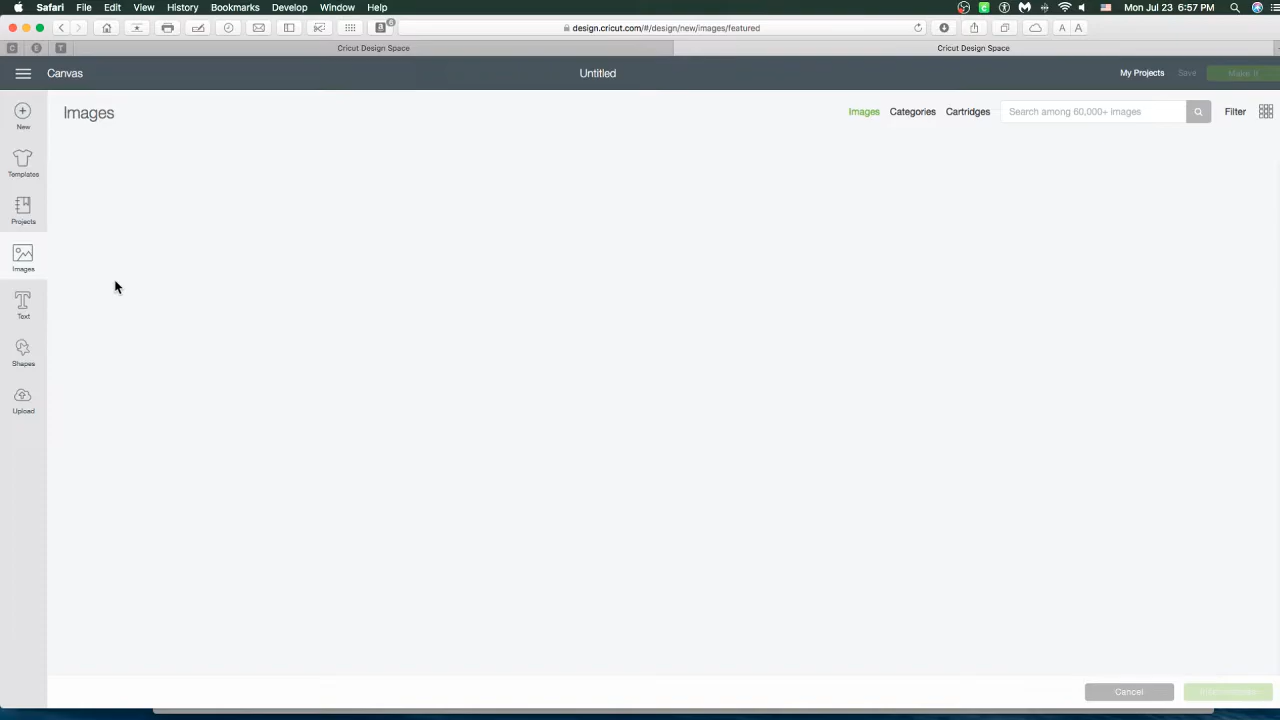 Safari File Edit View History Bookmarks Develop Window Help Mon Jul 23 6:57 PM
design.cricut.com/#/design/new/images/featured
A A
C E T Cricut Design Space Cricut Design Space
Canvas Untitled My Projects Save Make It
Images Images Categories Cartridges Search among 60,000+ images Filter
New
Templates
Projects
Images
Text
Shapes
Upload
Cancel